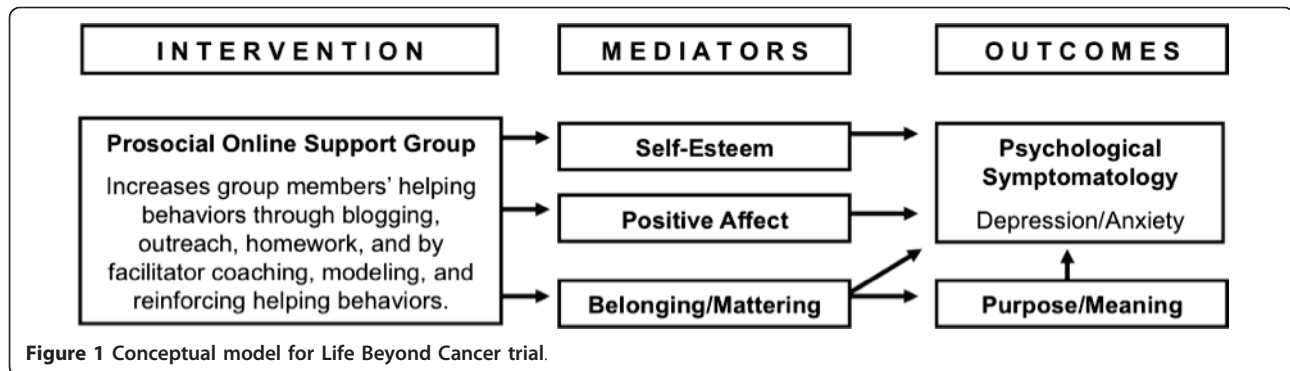 INTERVENTION
MEDIATORS
OUTCOMES
Prosocial Online Support Group
Increases group members' helping
behaviors through blogging,
outreach, homework, and by
facilitator coaching, modeling, and
reinforcing helping behaviors.
Self-Esteem
Positive Affect
Belonging/Mattering
Psychological
Symptomatology
Depression/Anxiety
Purpose/Meaning
Figure 1 Conceptual model for Life Beyond Cancer trial.